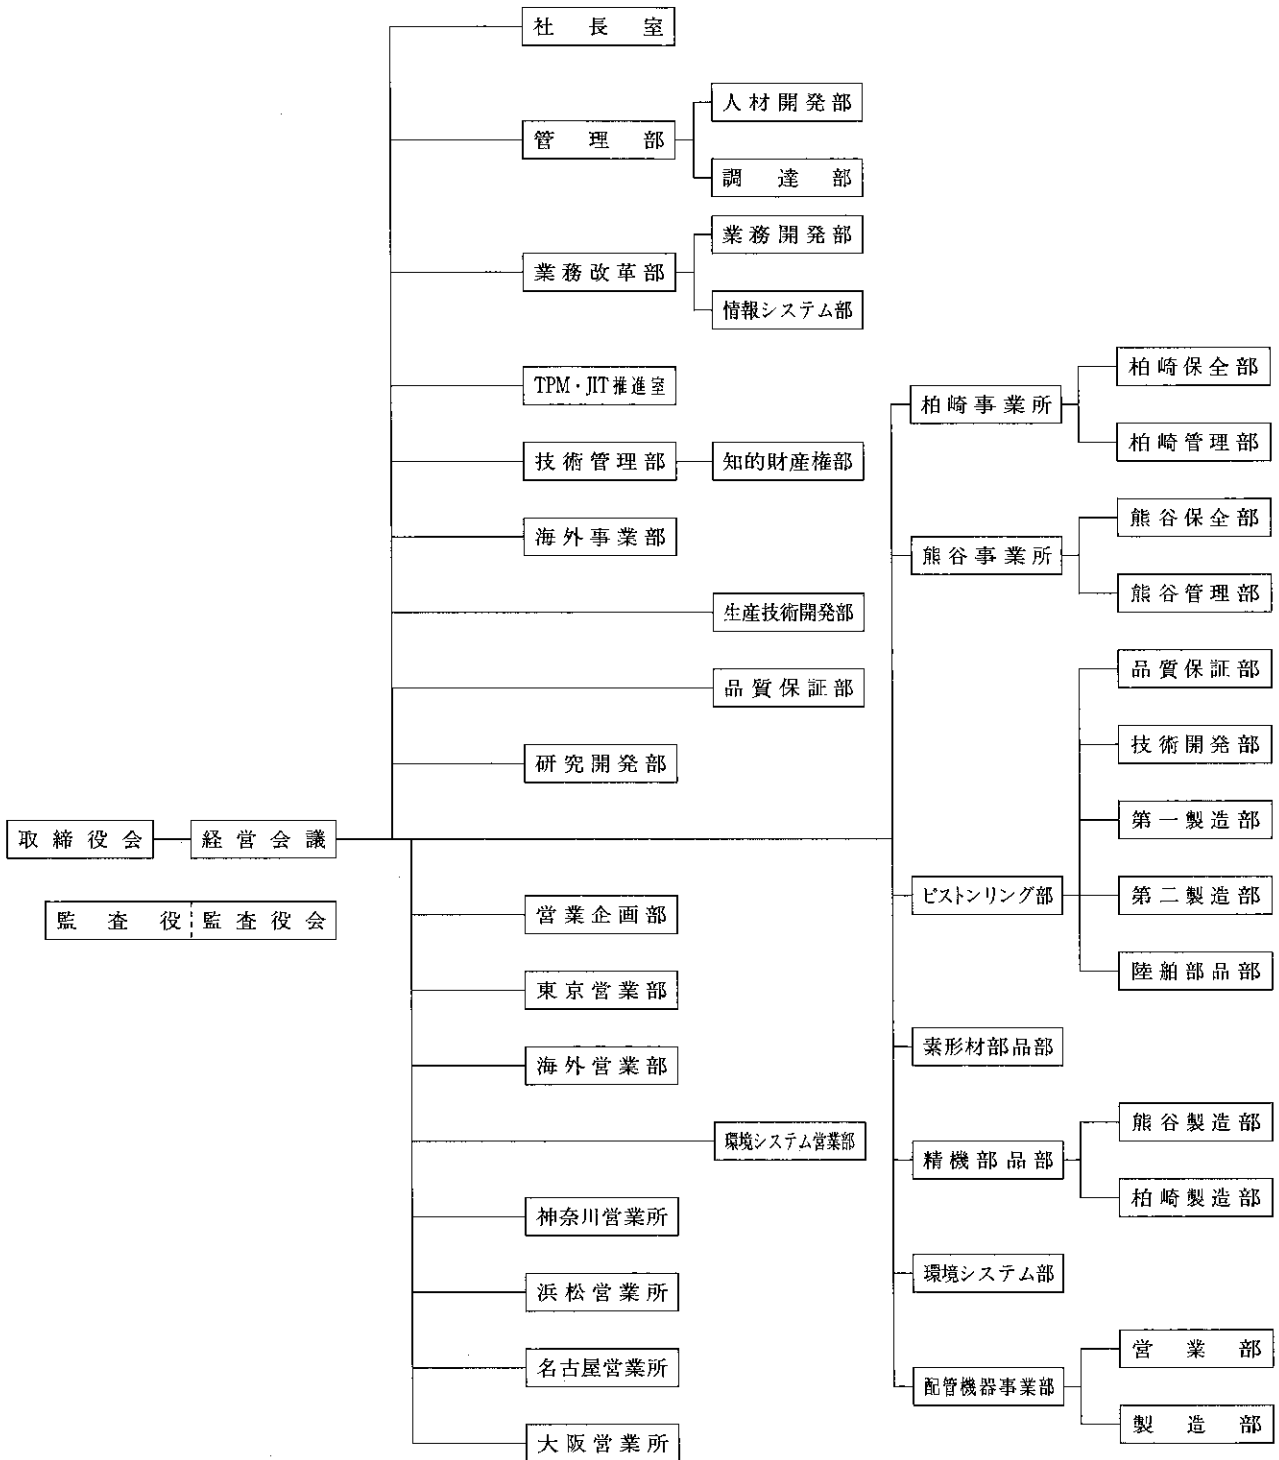 社長室
管理部
人材開発部
調達部
業務改革部
業務開発部
情報システム部
TPM・JIT推進室
技術管理部
知的財産権部
海外事業部
生産技術開発部
品質保証部
研究開発部
取締役会
経営会議
監査役
監査役会
営業企画部
東京営業部
海外営業部
環境システム営業部
神奈川営業所
浜松営業所
名古屋営業所
大阪営業所
柏崎事業所
柏崎保全部
柏崎管理部
熊谷事業所
熊谷保全部
熊谷管理部
ピストンリング部
品質保証部
技術開発部
第一製造部
第二製造部
陸舶部品部
素形材部品部
精機部品部
熊谷製造部
柏崎製造部
環境システム部
配管機器事業部
営業部
製造部